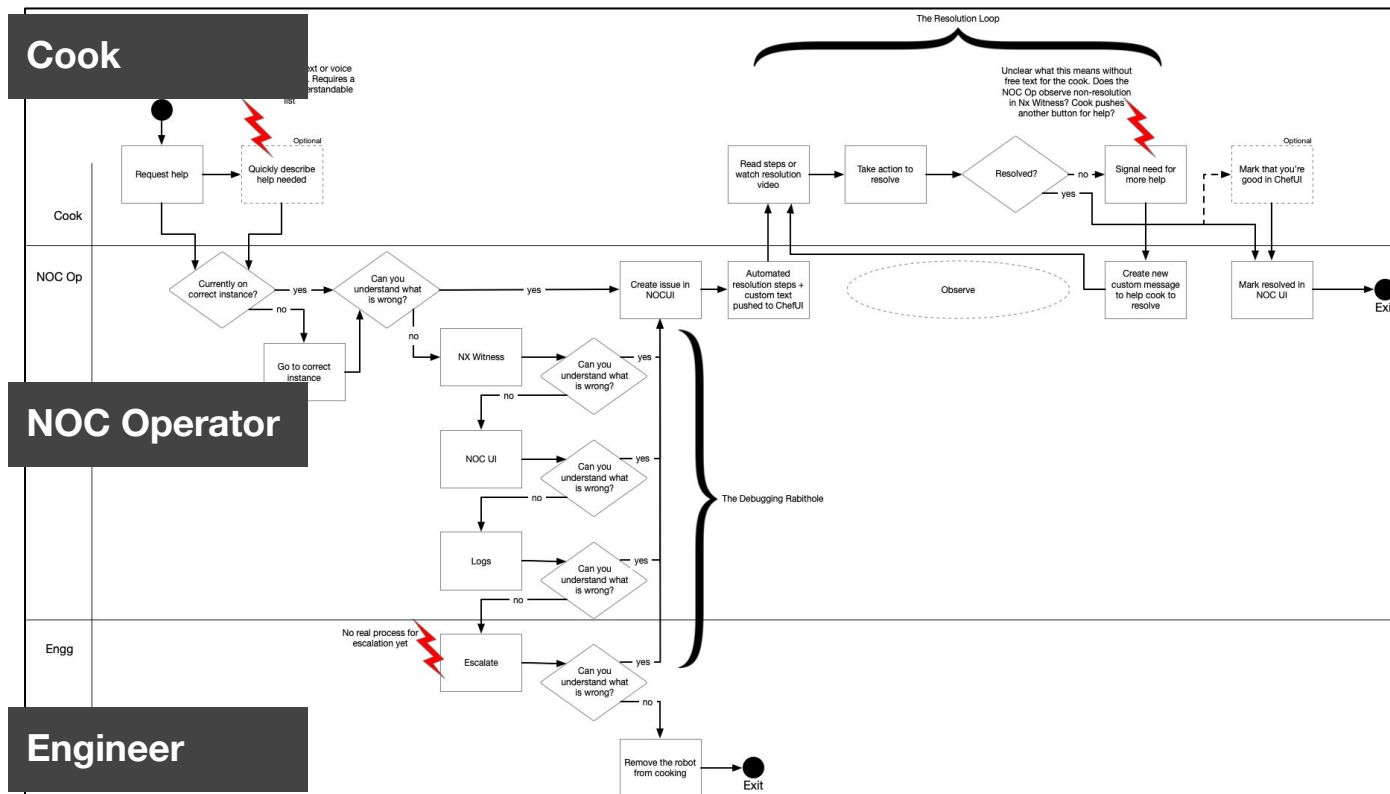 Cook
ext or voice
. Requires a
erstandable
list
The Resolution Loop
Unclear what this means without
free text for the cook. Does the
NOC Op observe non-resolution
in Nx Witness? Cook pushes
another button for help?
Optional
Optional
Request help
Quickly describe
help needed
Read steps or
watch resolution
video
Take action to
resolve
Resolved?
no
yes
Signal need for
more help
Mark that you're
good in ChefUI
Cook
NOC Op
Currently on
correct instance?
yes
no
Can you
understand what
is wrong?
yes
no
Create issue in
NOCUI
Automated
resolution steps +
custom text
pushed to ChefUI
Observe
Create new
custom message
to help cook to
resolve
Mark resolved in
NOC UI
Exit
Go to correct
instance
NX Witness
Can you
understand what
is wrong?
yes
no
NOC Operator
NOC UI
Can you
understand what
is wrong?
yes
no
The Debugging Rabithole
Logs
Can you
understand what
is wrong?
yes
no
Engg
No real process for
escalation yet
Escalate
Can you
understand what
is wrong?
yes
no
Engineer
Remove the robot
from cooking
Exit